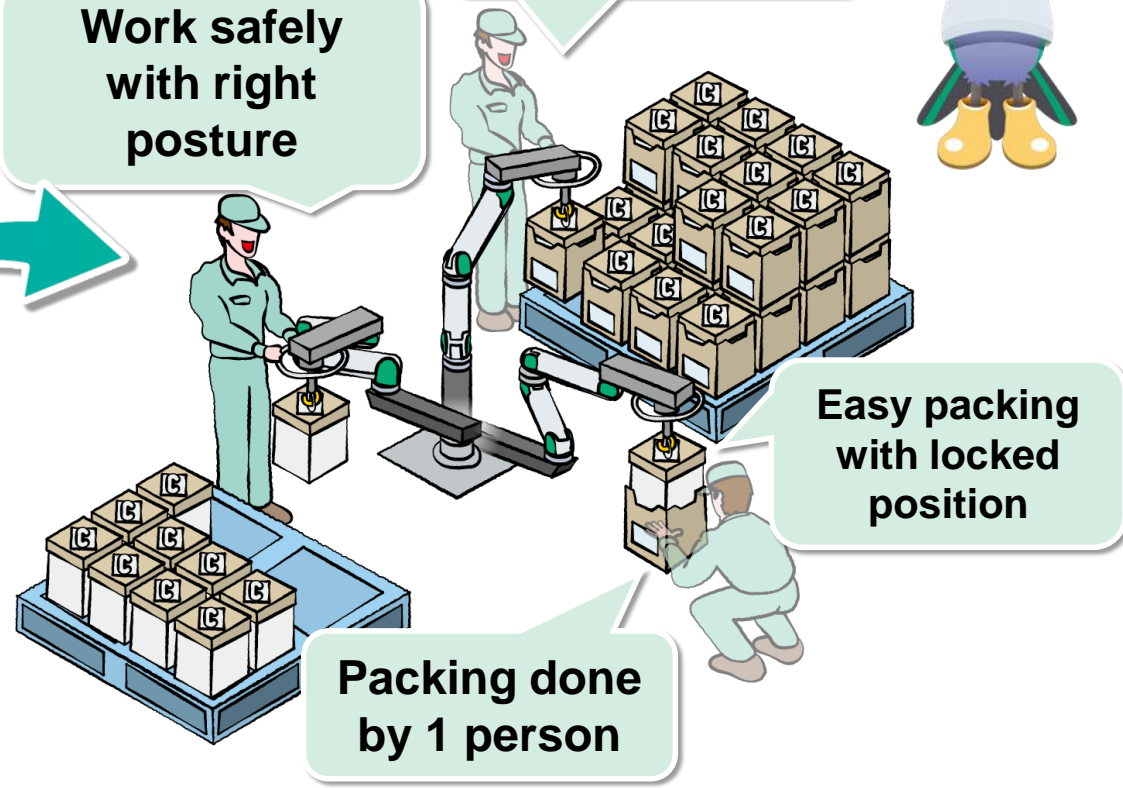 Work safely
with right
posture
Easy packing
with locked
position
Packing done
by 1 person